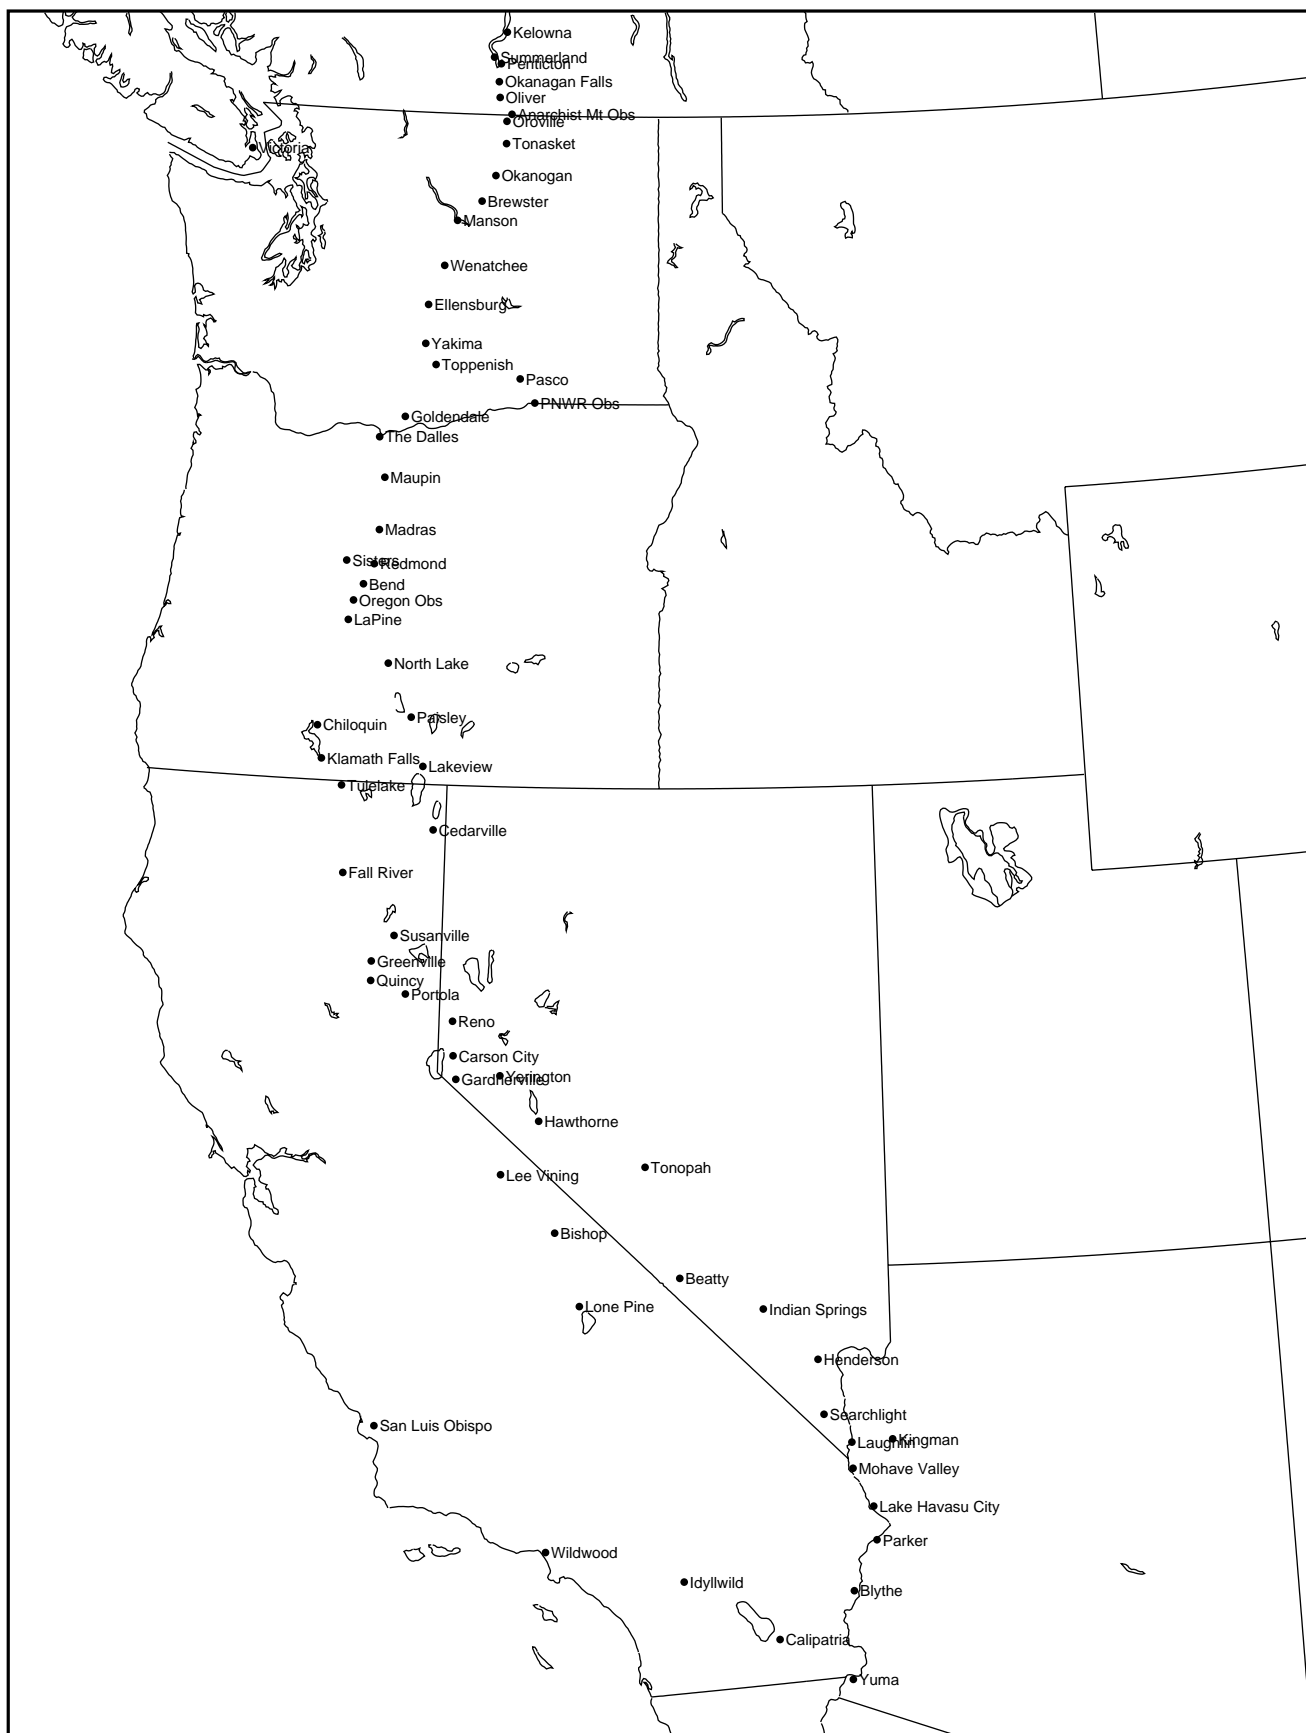 Kelowna
Summerland
Penticton
Okanagan Falls
Oliver
Anarchist Mt Obs
Oroville
Tonasket
Victoria
Okanogan
Brewster
Manson
Wenatchee
Ellensburg
Yakima
Toppenish
Pasco
PNWR Obs
Goldendale
The Dalles
Maupin
Madras
Sisters
Redmond
Bend
Oregon Obs
LaPine
North Lake
Paisley
Chiloquin
Klamath Falls
Lakeview
Tulelake
Cedarville
Fall River
Susanville
Greenville
Quincy
Portola
Reno
Carson City
Yerington
Gardnerville
Hawthorne
Tonopah
Lee Vining
Bishop
Beatty
Lone Pine
Indian Springs
Henderson
Searchlight
San Luis Obispo
Kingman
Laughlin
Mohave Valley
Lake Havasu City
Parker
Wildwood
Idyllwild
Blythe
Calipatria
Yuma